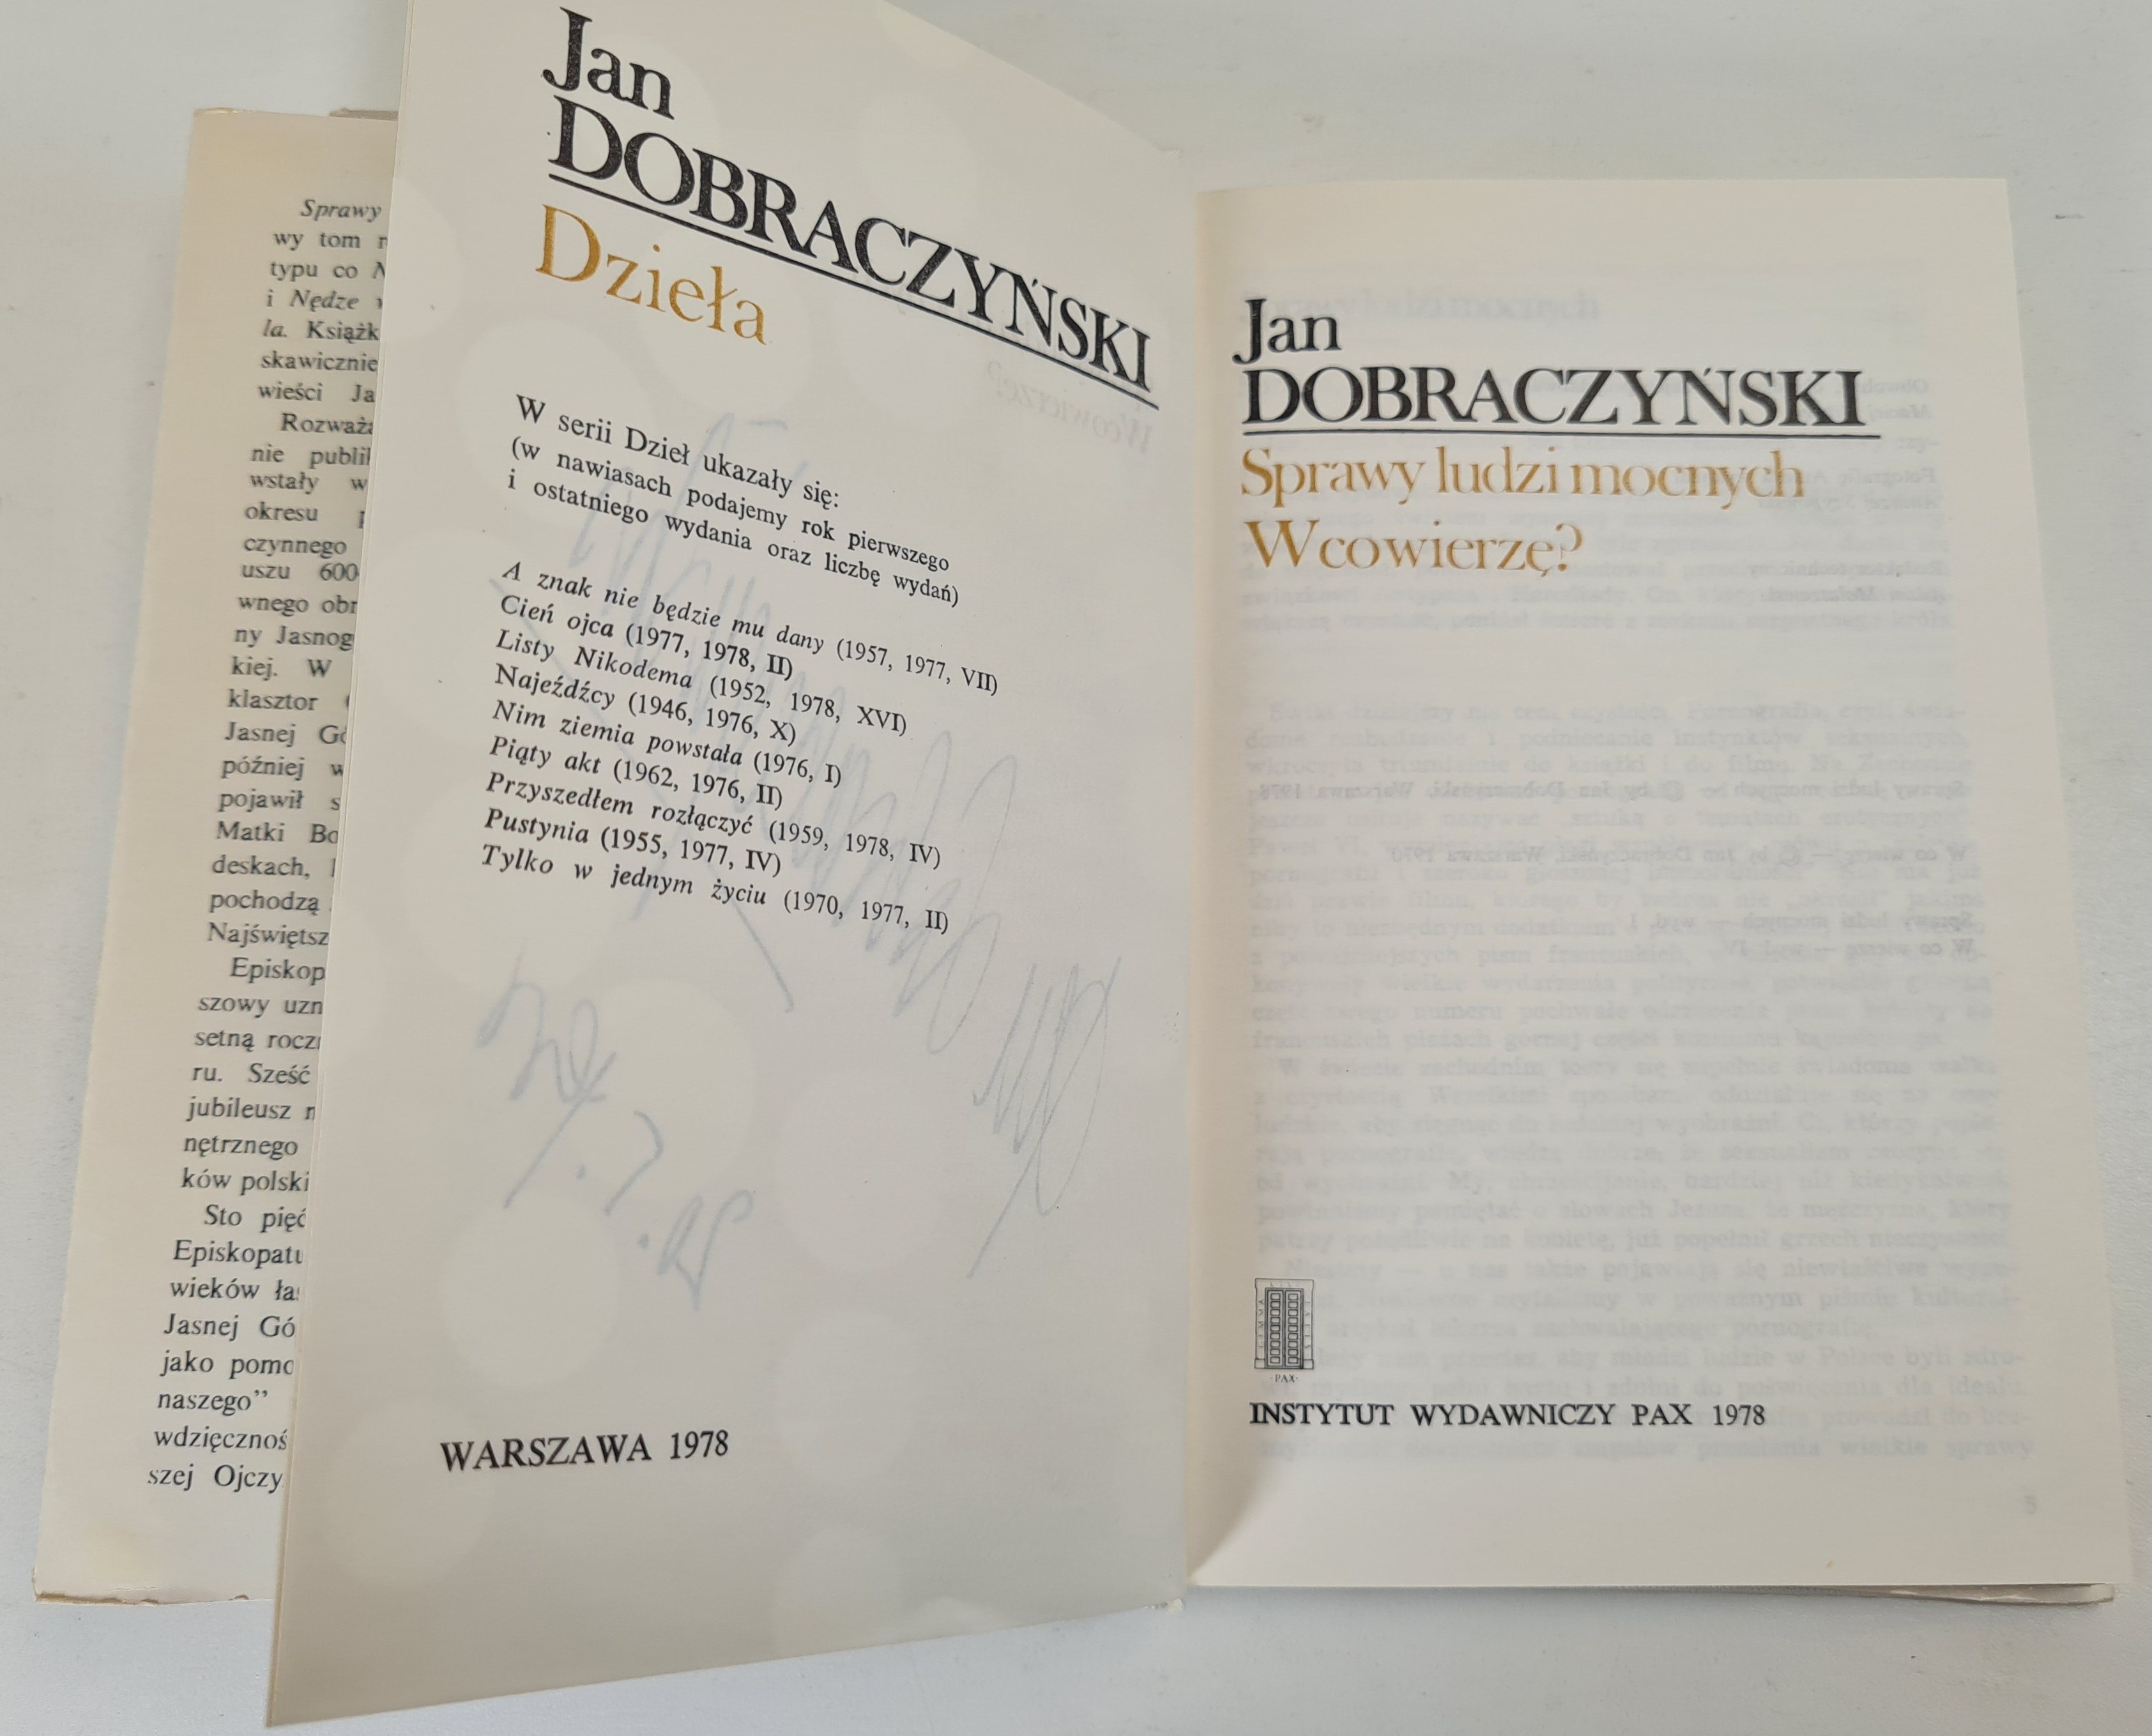 Sprawy
wy tom
typu co
i Nędze
la. Książk
skawicznie
wieści Ja
Rozważa
nie publik
wstały w
okresu
czynnego
uszu 600
wnego obr
ny Jasnog
kiej. W
klasztor
Jasnej Gó
później w
pojawił s
Matki Bo
deskach,
pochodzą
Najświętsz
Episkop
szowy uzn
setną roczn
ru. Sześć
jubileusz n
nętrznego
ków polski
Sto pięć
Episkopatu
wieków ła
Jasnej Gó
jako pomo
naszego”
wdzięcznoś
szej Ojczy
Jan
DOBRACZYŃSKI
Dzieła
W serii Dzieł ukazały się:
(w nawiasach podajemy rok pierwszego
i ostatniego wydania oraz liczbę wydań)
A znak nie będzie mu dany (1957, 1977, VII)
Cień ojca (1977, 1978, II)
Listy Nikodema (1952, 1978, XVI)
Najeźdźcy (1946, 1976, X)
Nim ziemia powstała (1976, I)
Piąty akt (1962, 1976, II)
Przyszedłem rozłączyć (1959, 1978, IV)
Pustynia (1955, 1977, IV)
Tylko w jednym życiu (1970, 1977, II)
WARSZAWA 1978
Jan
DOBRACZYŃSKI
Sprawy ludzi mocnych
W co wierzę?
PAX
INSTYTUT WYDAWNICZY PAX 1978